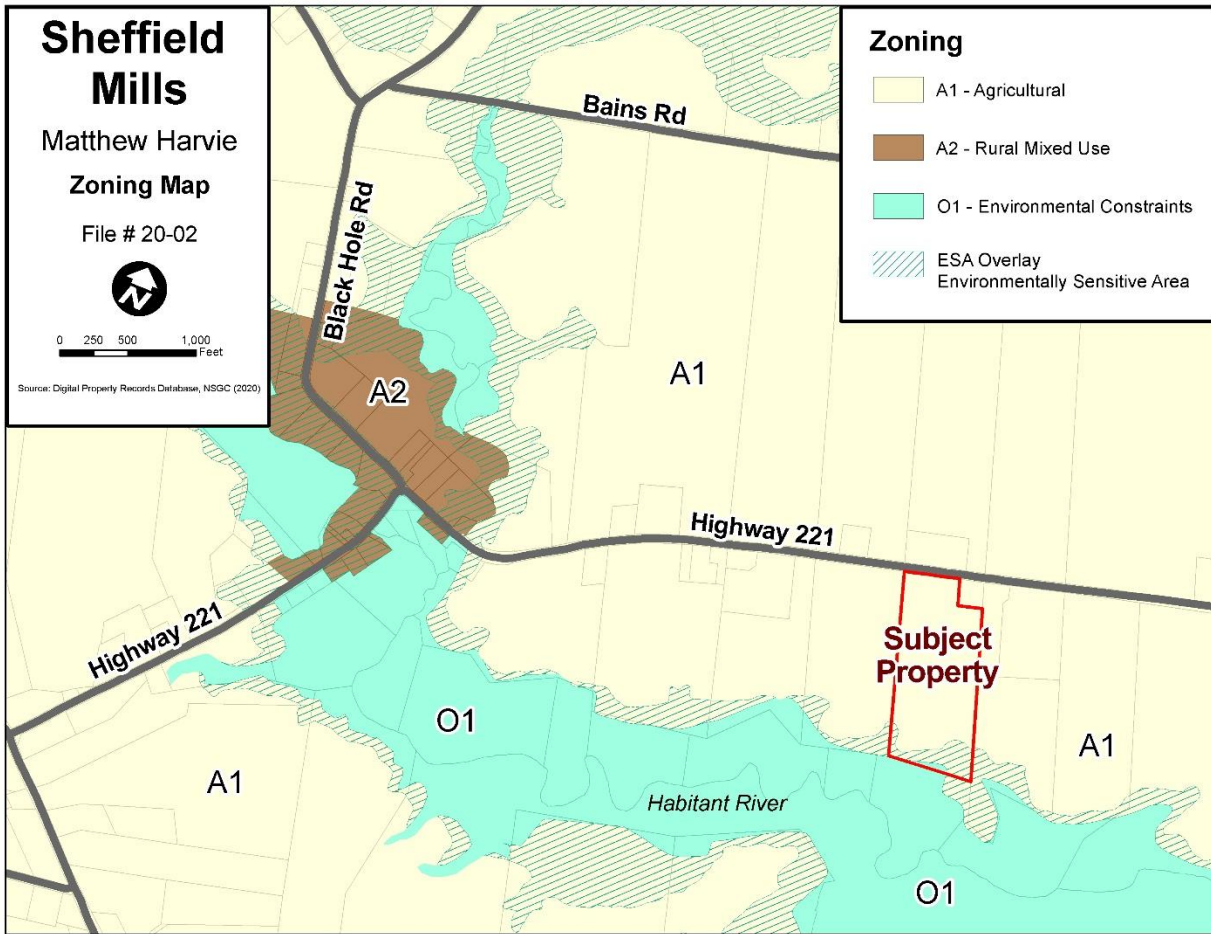 Sheffield
Mills
Matthew Harvie
Zoning Map
File # 20-02
N
0 250 500 1,000
Feet
Source: Digital Property Records Database, NSGC (2020)
Zoning
A1 - Agricultural
A2 - Rural Mixed Use
O1 - Environmental Constraints
ESA Overlay
Environmentally Sensitive Area
Bains Rd
Black Hole Rd
A2
A1
Highway 221
Highway 221
Subject
Property
O1
A1
A1
Habitant River
O1